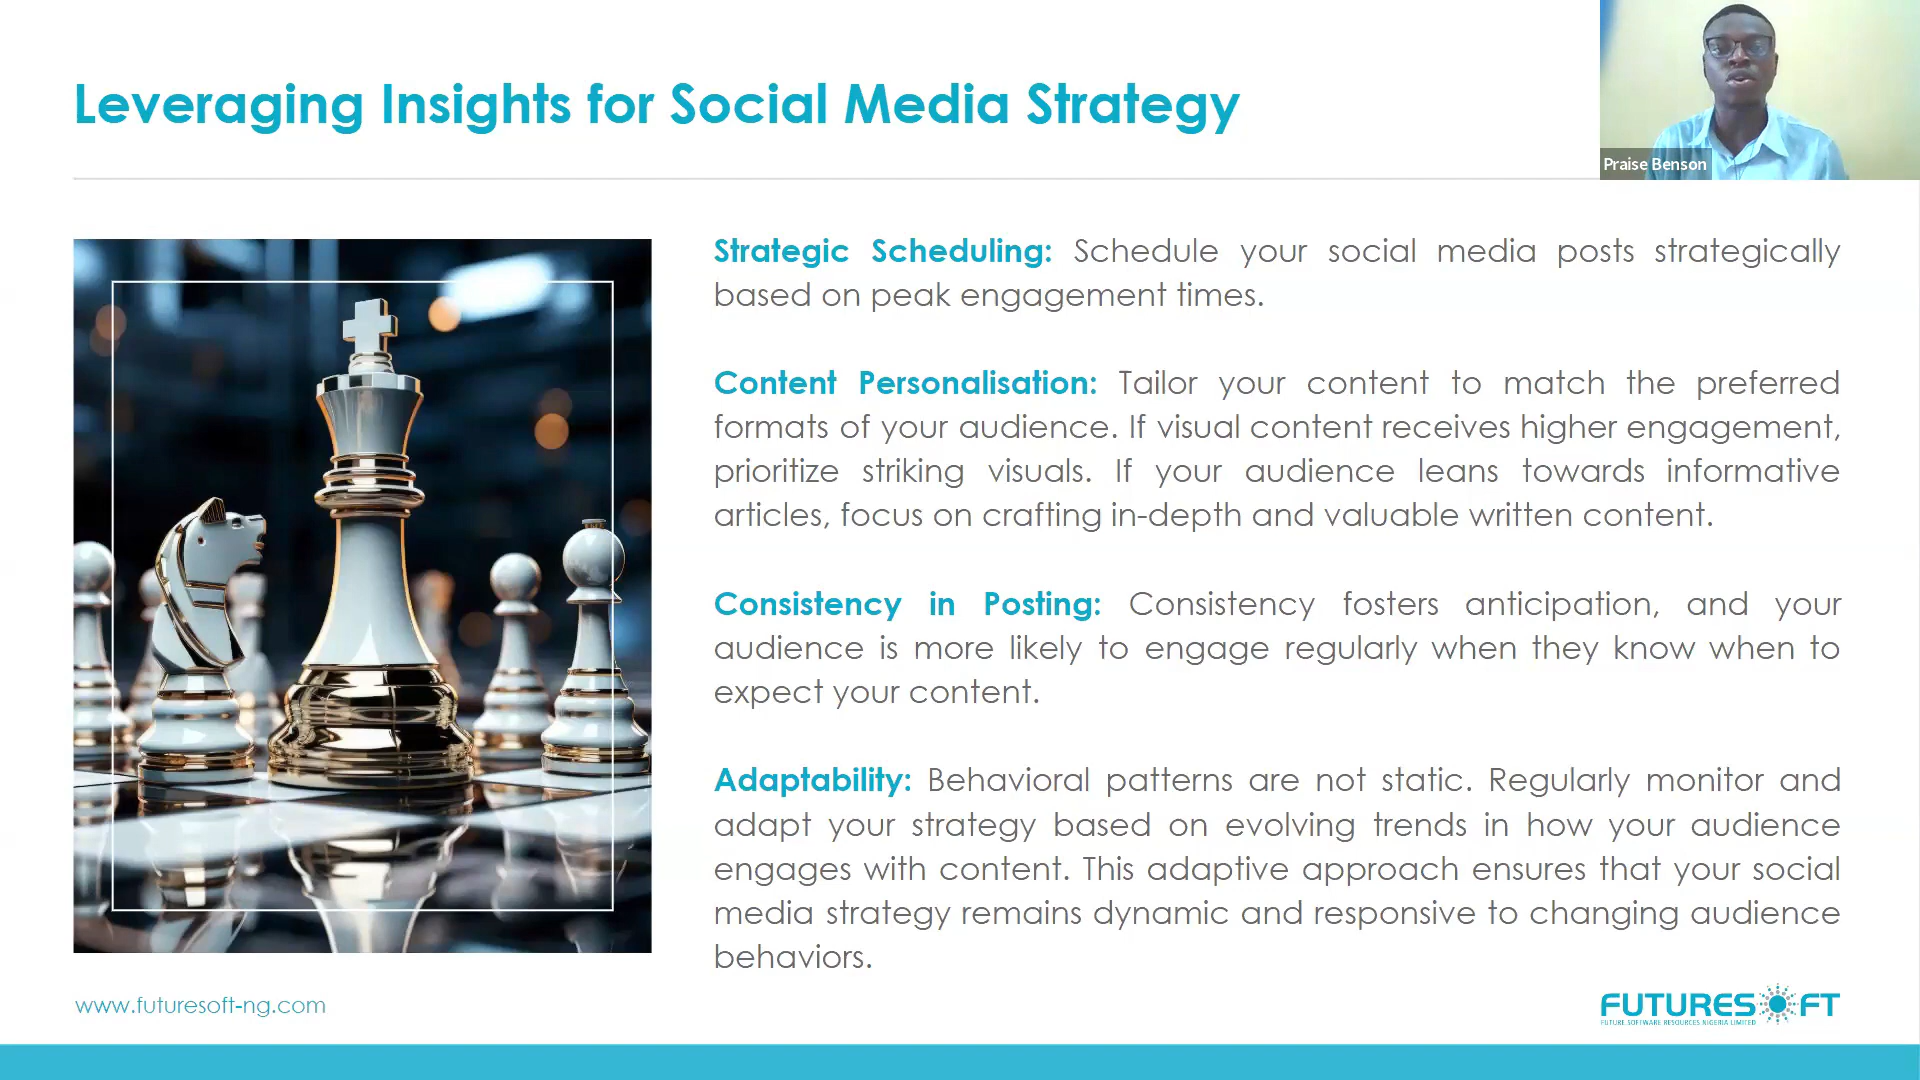 Leveraging Insights for Social Media Strategy
Praise Benson
Strategic Scheduling: Schedule your social media posts strategically
based on peak engagement times.
Content Personalisation: Tailor your content to match the preferred
formats of your audience. If visual content receives higher engagement,
prioritize striking visuals. If your audience leans towards informative
articles, focus on crafting in-depth and valuable written content.
Consistency in Posting: Consistency fosters anticipation, and your
audience is more likely to engage regularly when they know when to
expect your content.
Adaptability: Behavioral patterns are not static. Regularly monitor and
adapt your strategy based on evolving trends in how your audience
engages with content. This adaptive approach ensures that your social
media strategy remains dynamic and responsive to changing audience
behaviors.
www.futuresoft-ng.com
FUTURESOFT
FUTURE SOFTWARE RESOURCES NIGERIA LIMITED